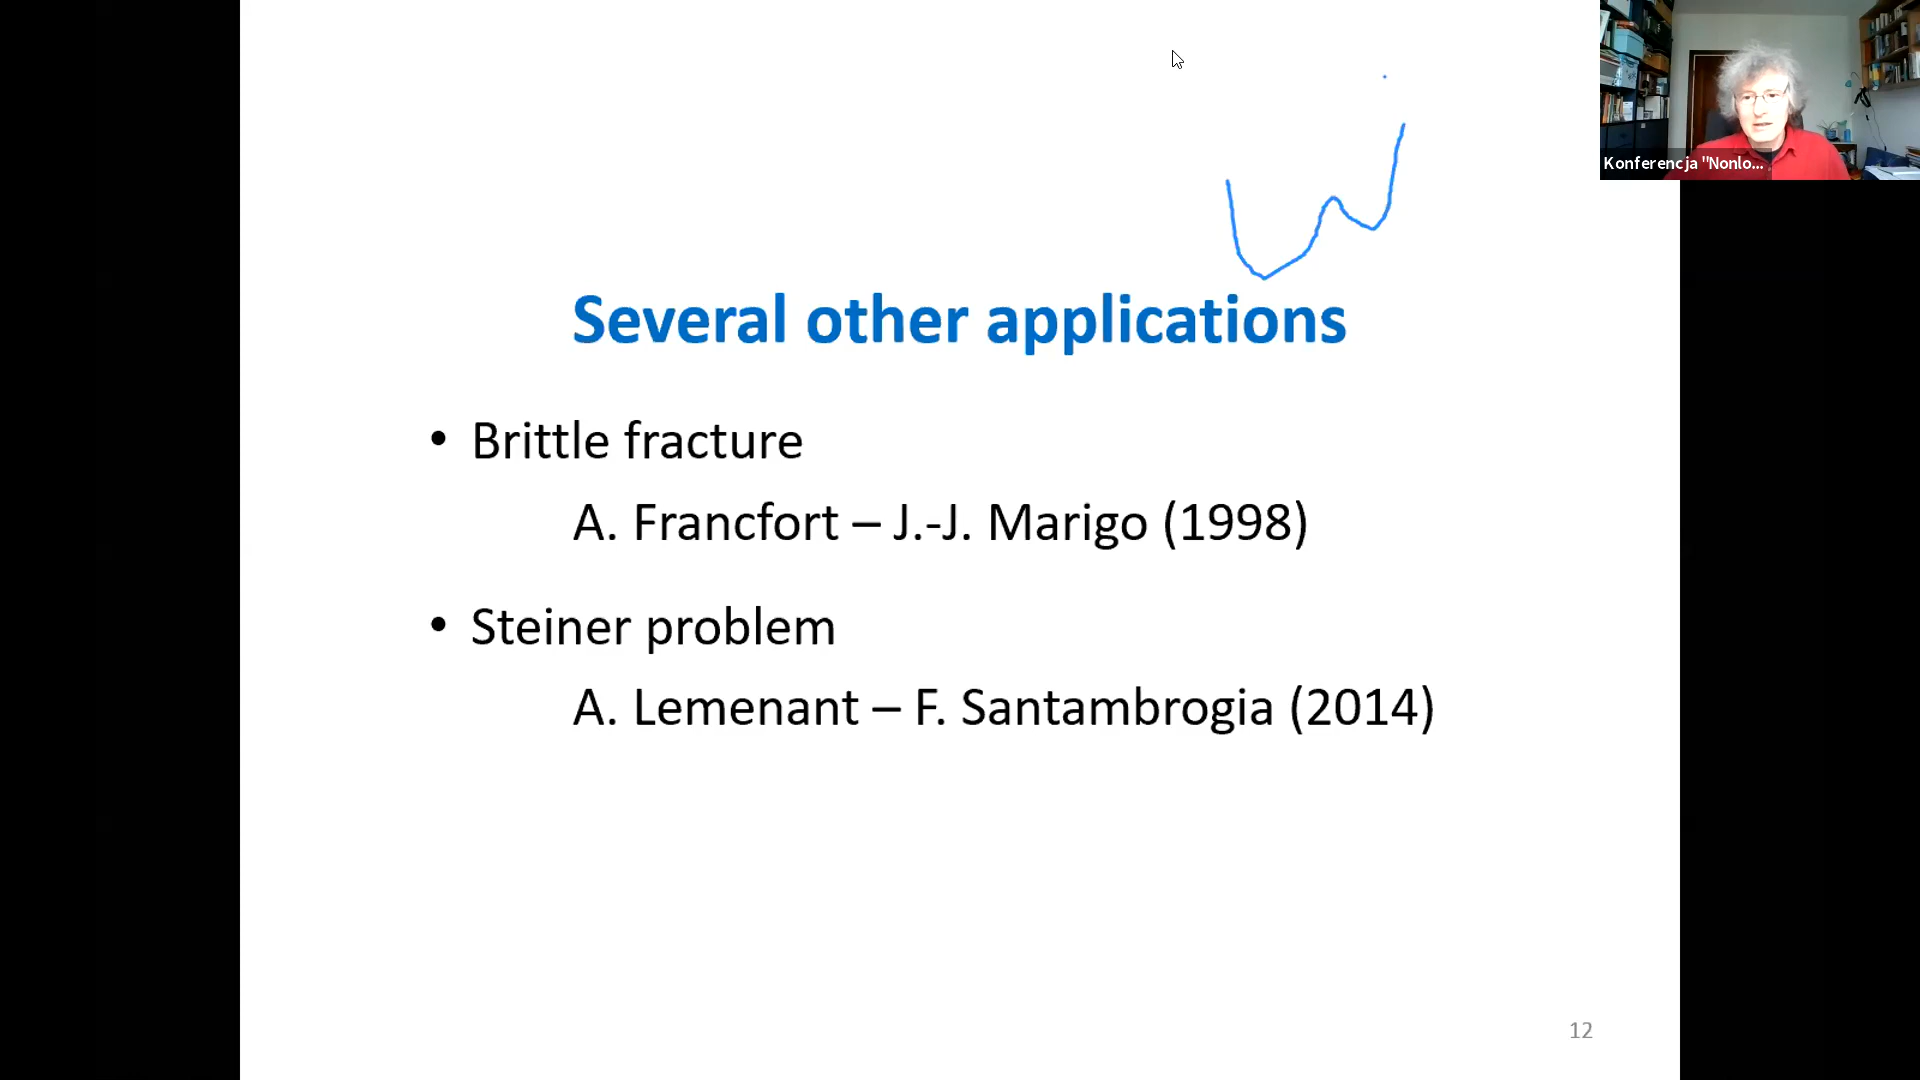 Konferencja "Nonlo...
Several other applications
• Brittle fracture
A. Francfort – J.-J. Marigo (1998)
• Steiner problem
A. Lemenant – F. Santambrogia (2014)
12